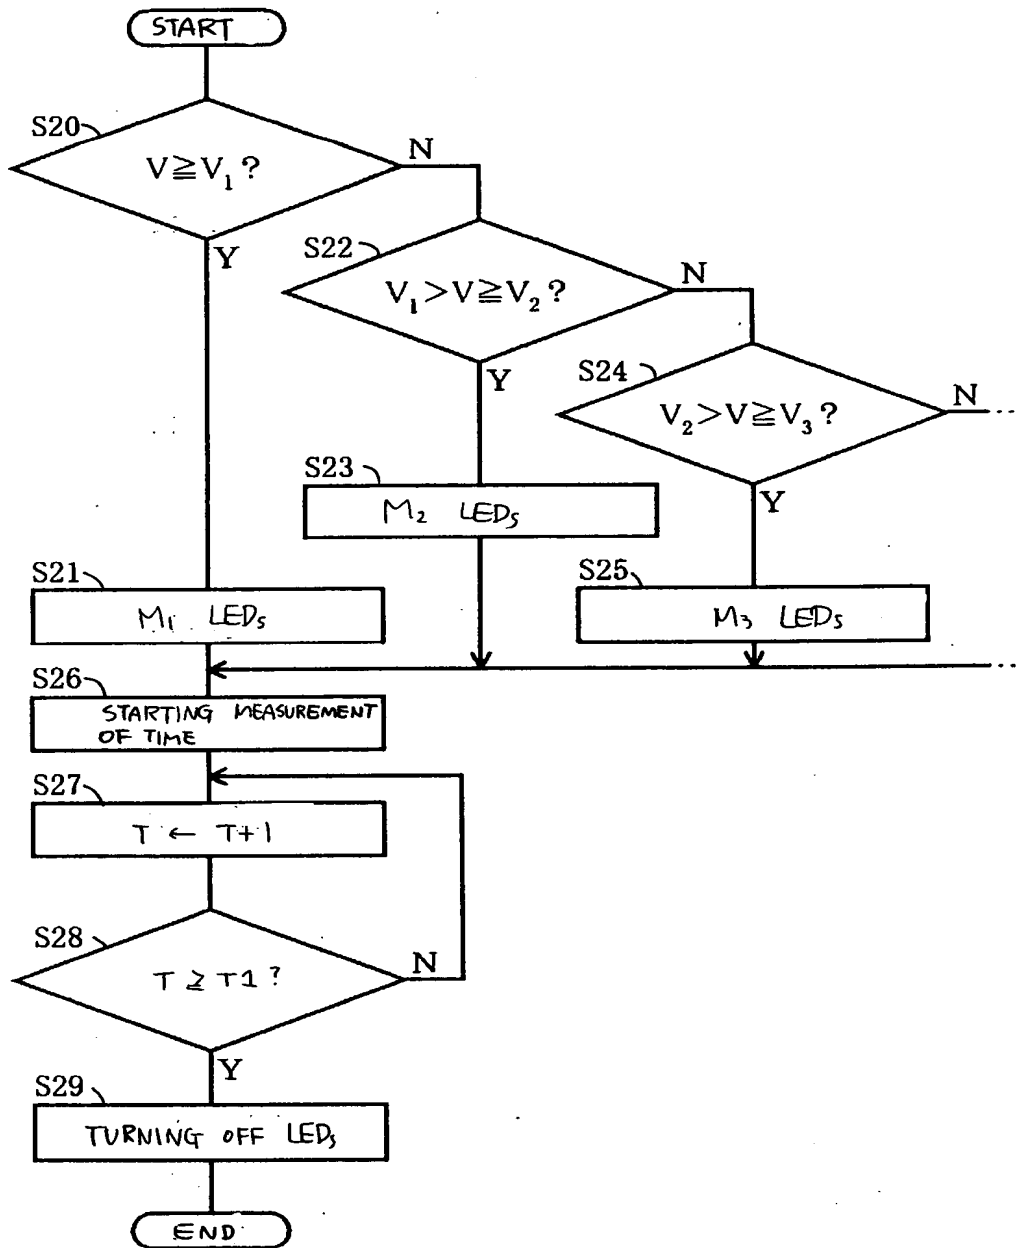 START
S20
V≧V₁?
N
Y
S22
V₁>V≧V₂?
N
Y
S24
V₂>V≧V₃?
N
Y
S23
M₂ LEDs
S21
M₁ LEDs
S25
M₃ LEDs
S26
STARTING MEASUREMENT
OF TIME
S27
T ← T+1
S28
T ≧ T1?
N
Y
S29
TURNING OFF LEDs
END